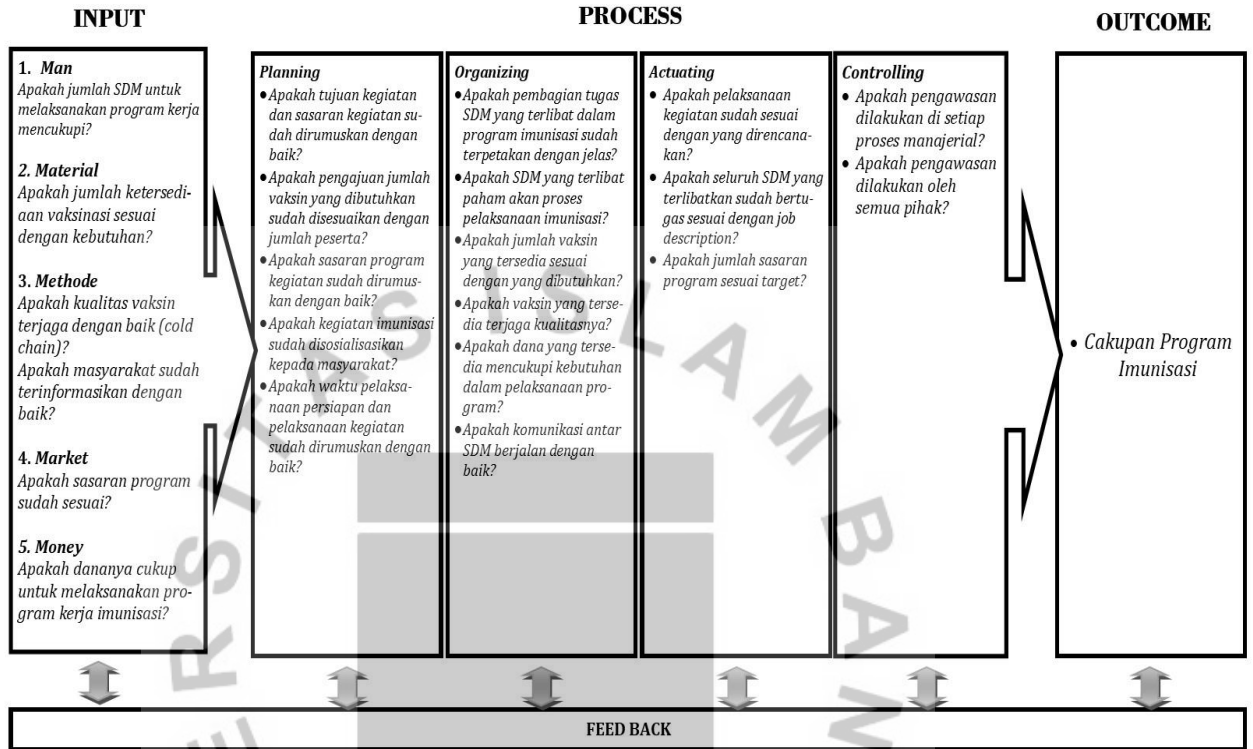 INPUT
PROCESS
OUTCOME
1. Man
Apakah jumlah SDM untuk
melaksanakan program kerja
mencukupi?
2. Material
Apakah jumlah ketersedi-
aan vaksinasi sesuai
dengan kebutuhan?
3. Methode
Apakah kualitas vaksin
terjaga dengan baik (cold
chain)?
Apakah masyarakat sudah
terinformasikan dengan
baik?
4. Market
Apakah sasaran program
sudah sesuai?
5. Money
Apakah dananya cukup
untuk melaksanakan pro-
gram kerja imunisasi?
Planning
•Apakah tujuan kegiatan
dan sasaran kegiatan su-
dah dirumuskan dengan
baik?
•Apakah pengajuan jumlah
vaksin yang dibutuhkan
sudah disesuaikan dengan
jumlah peserta?
•Apakah sasaran program
kegiatan sudah dirumus-
kan dengan baik?
•Apakah kegiatan imunisasi
sudah disosialisasikan
kepada masyarakat?
•Apakah waktu pelaksa-
naan persiapan dan
pelaksanaan kegiatan
sudah dirumuskan dengan
baik?
Organizing
•Apakah pembagian tugas
SDM yang terlibat dalam
program imunisasi sudah
terpetakan dengan jelas?
•Apakah SDM yang terlibat
paham akan proses
pelaksanaan imunisasi?
•Apakah jumlah vaksin
yang tersedia sesuai
dengan yang dibutuhkan?
•Apakah vaksin yang terse-
dia terjaga kualitasnya?
•Apakah dana yang terse-
dia mencukupi kebutuhan
dalam pelaksanaan pro-
gram?
•Apakah komunikasi antar
SDM berjalan dengan
baik?
Actuating
• Apakah pelaksanaan
kegiatan sudah sesuai
dengan yang direncana-
kan?
• Apakah seluruh SDM yang
terlibatkan sudah bertu-
gas sesuai dengan job
description?
• Apakah jumlah sasaran
program sesuai target?
Controlling
• Apakah pengawasan
dilakukan di setiap
proses manajerial?
• Apakah pengawasan
dilakukan oleh
semua pihak?
• Cakupan Program
Imunisasi
FEED BACK
ERSITAS ISLAM BAN